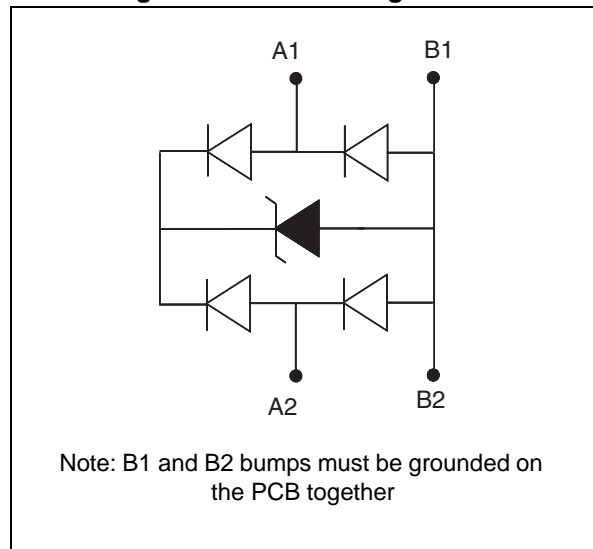 A1 B1
A2 B2
Note: B1 and B2 bumps must be grounded on
the PCB together